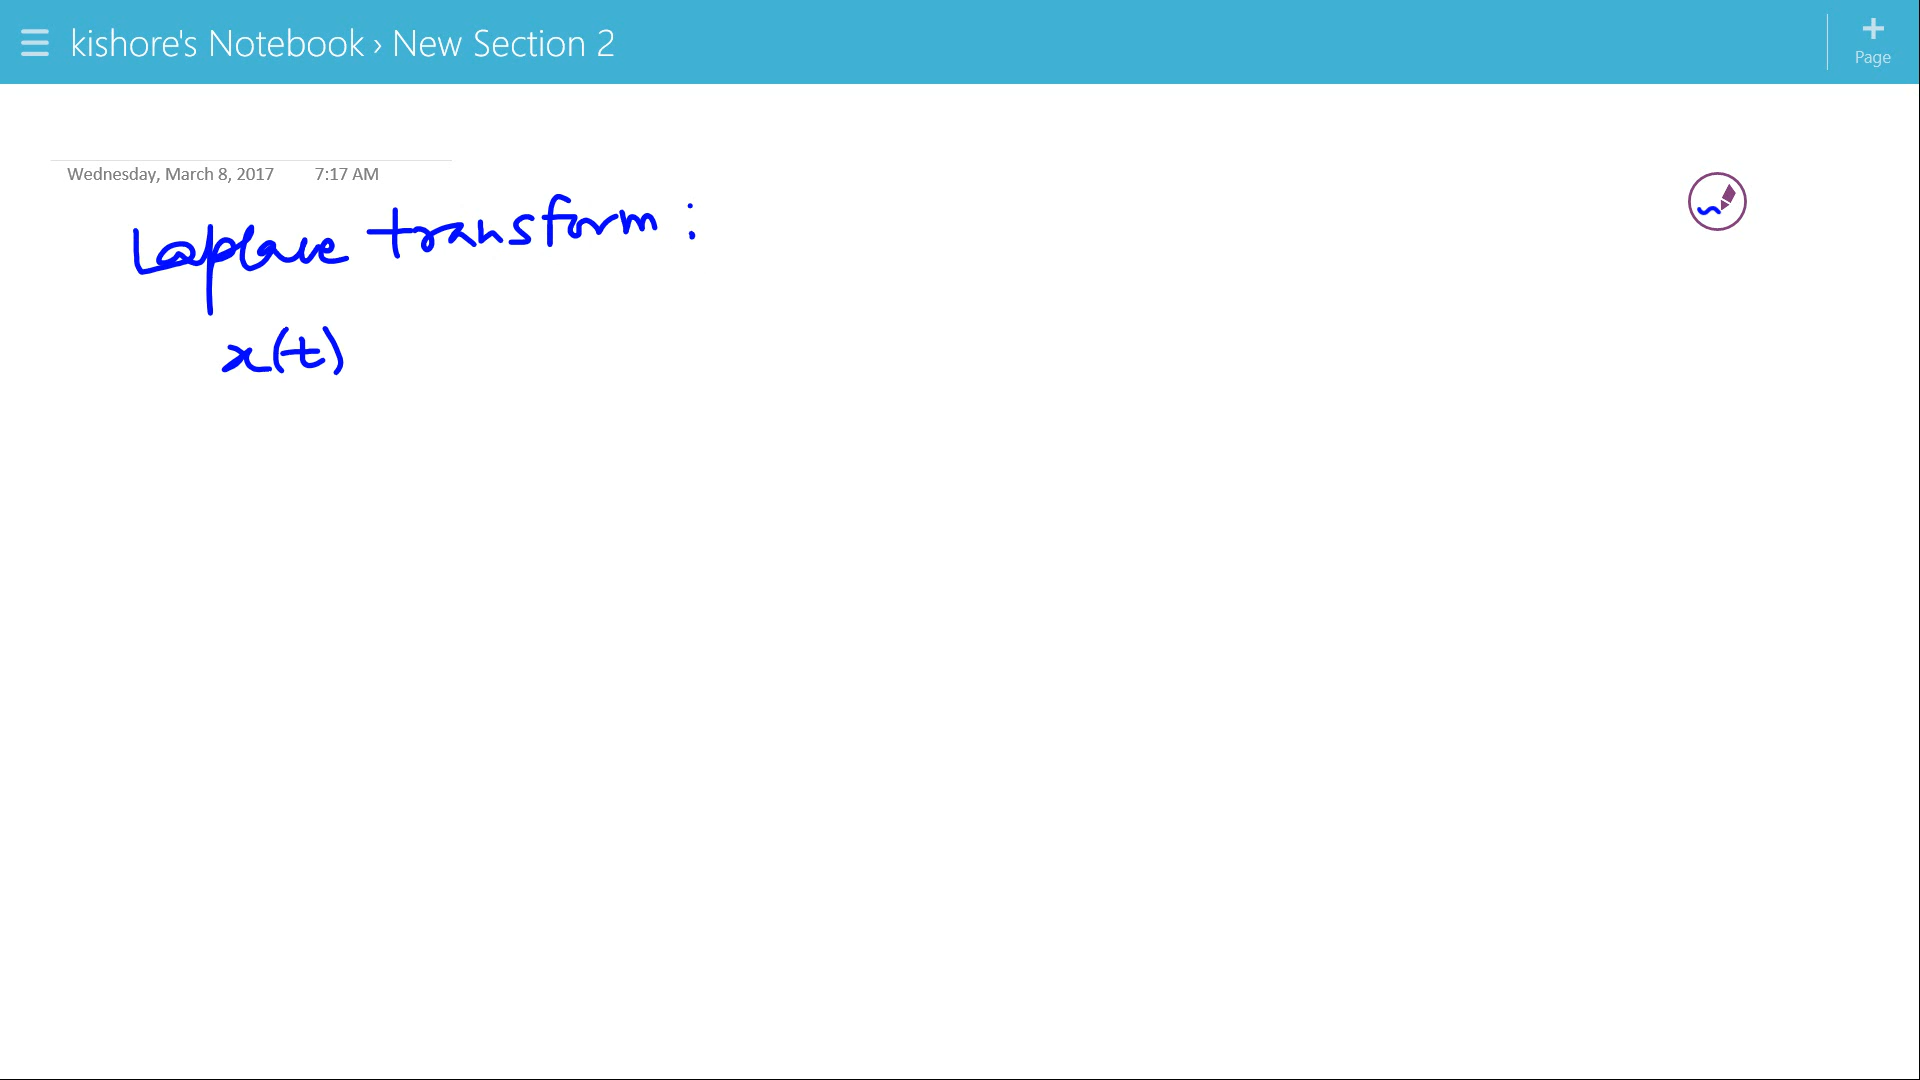 kishore's Notebook › New Section 2
Page
Wednesday, March 8, 2017 7:17 AM
Laplace transform :
x(t)